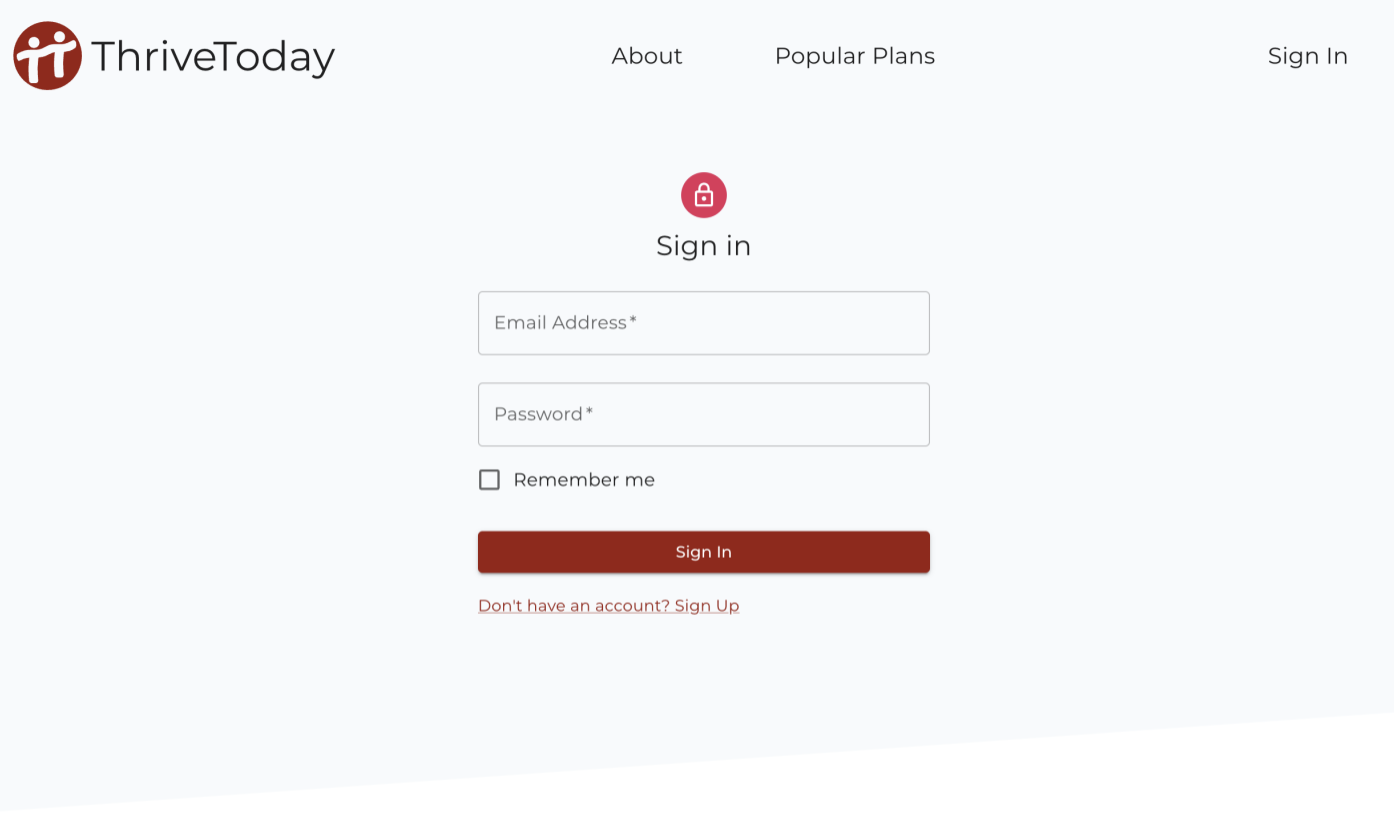 ThriveToday
About
Popular Plans
Sign In
Sign in
Email Address *
Password *
Remember me
Sign In
Don't have an account? Sign Up